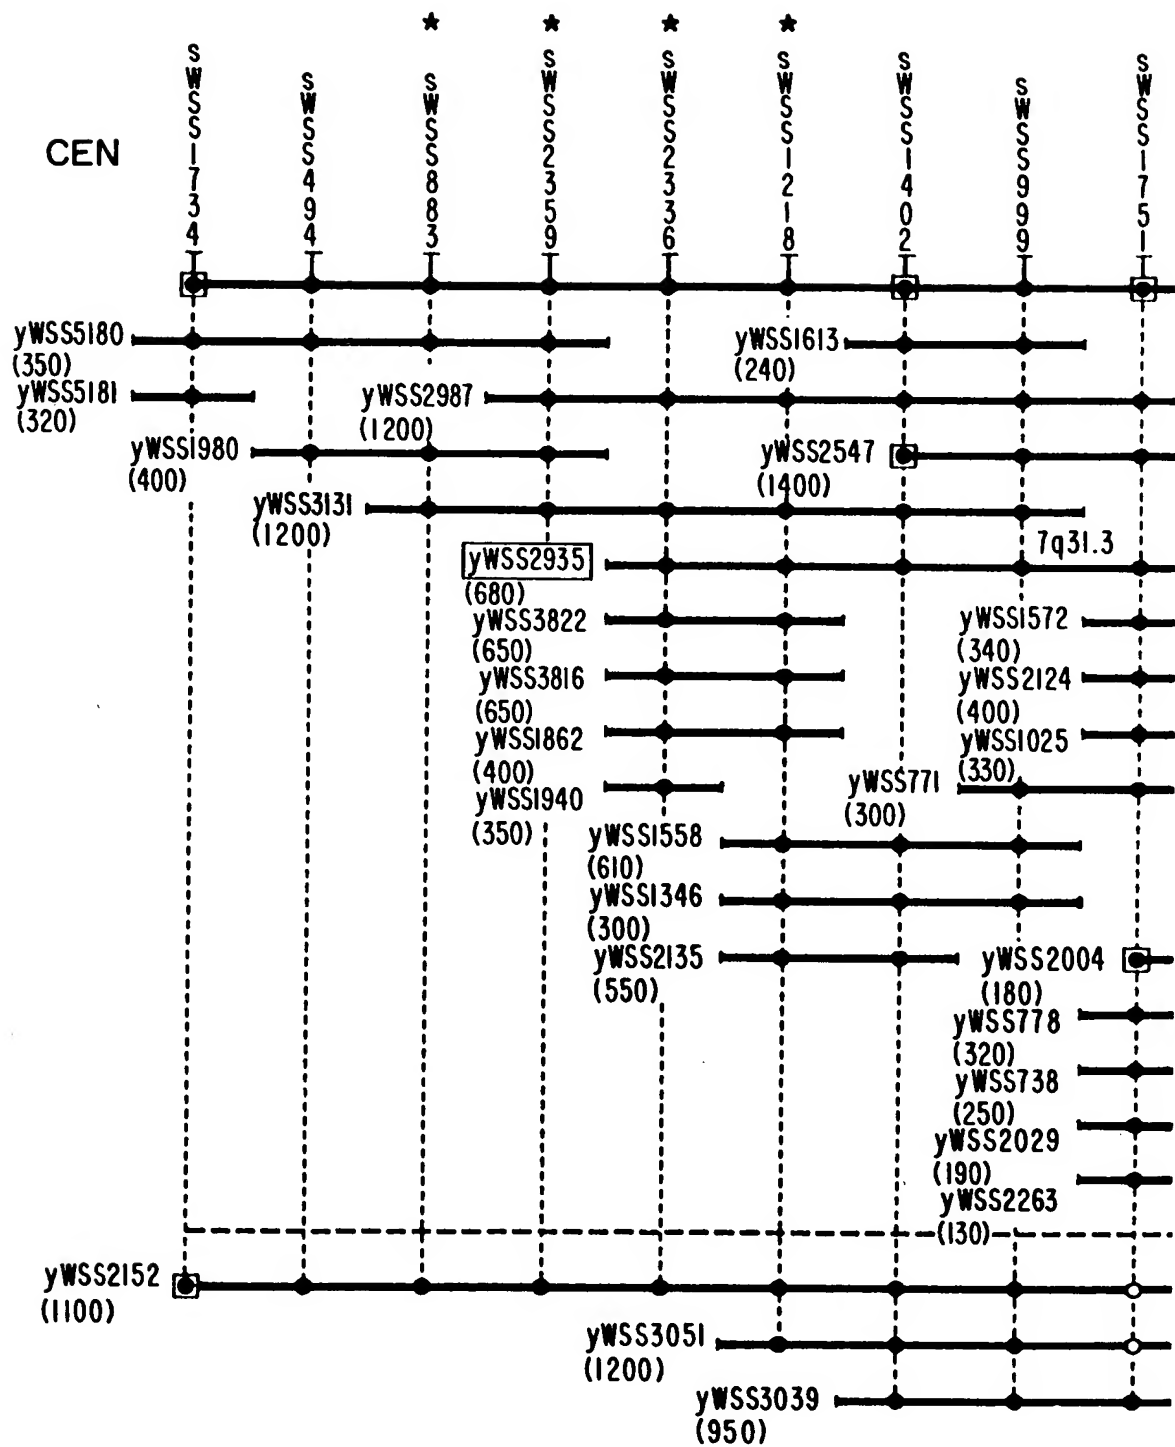 ★ ★ ★ ★
sWSS1734
sWSS494
sWSS883
sWSS2359
sWSS2336
sWSS1218
sWSS1402
sWSS999
sWSS1751
CEN
yWSS5180
(350)
yWSS1613
(240)
yWSS5181
(320)
yWSS2987
(1200)
yWSS1980
(400)
yWSS2547
(1400)
yWSS3131
(1200)
7q31.3
yWSS2935
(680)
yWSS3822
(650)
yWSS1572
(340)
yWSS3816
(650)
yWSS2124
(400)
yWSS1862
(400)
yWSS1025
(330)
yWSS1940
(350)
yWSS771
(300)
yWSS1558
(610)
yWSS1346
(300)
yWSS2135
(550)
yWSS2004
(180)
yWSS778
(320)
yWSS738
(250)
yWSS2029
(190)
yWSS2263
(130)
yWSS2152
(1100)
yWSS3051
(1200)
yWSS3039
(950)